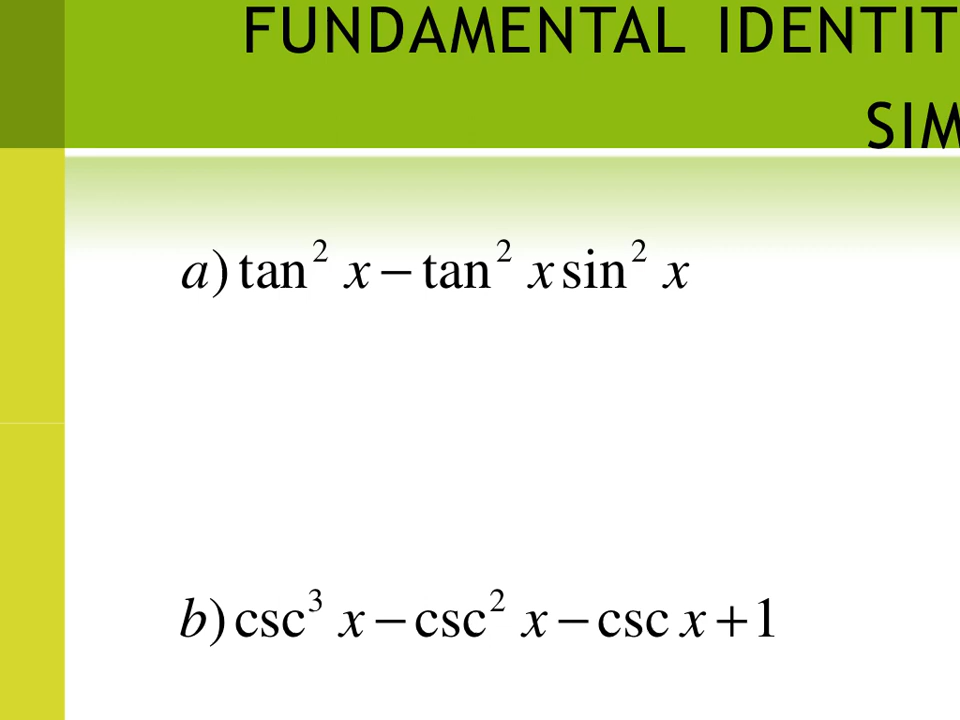 FUNDAMENTAL IDENTIT
SIM
a) tan² x − tan² x sin² x
b) csc³ x − csc² x − csc x + 1